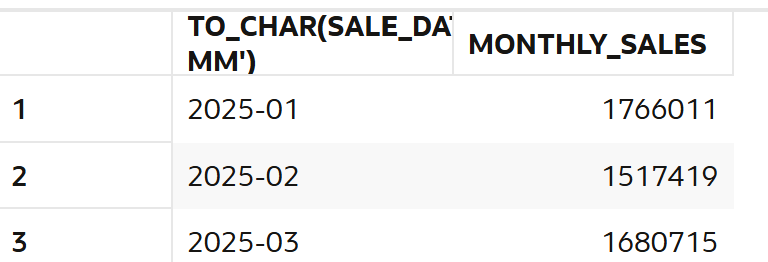 TO_CHAR(SALE_DA MONTHLY_SALES
MM')
1 2025-01 1766011
2 2025-02 1517419
3 2025-03 1680715